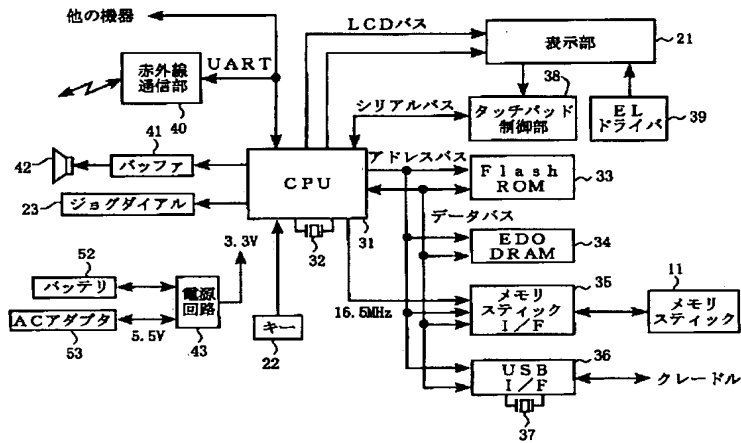 他の機器
LCDバス
表示部
21
赤外線
通信部
UART
40
38
シリアルバス
タッチパッド
制御部
ELドライバ
39
41
42
バッファ
CPU
アドレスバス
Flash
ROM
33
23
ジョグダイアル
データバス
32
31
3.3V
EDO
DRAM
34
52
バッテリ
電源
回路
35
11
メモリ
スティック
I/F
メモリ
スティック
ACアダプタ
53
5.5V
43
キー
22
16.5MHz
36
USB
I/F
クレードル
37